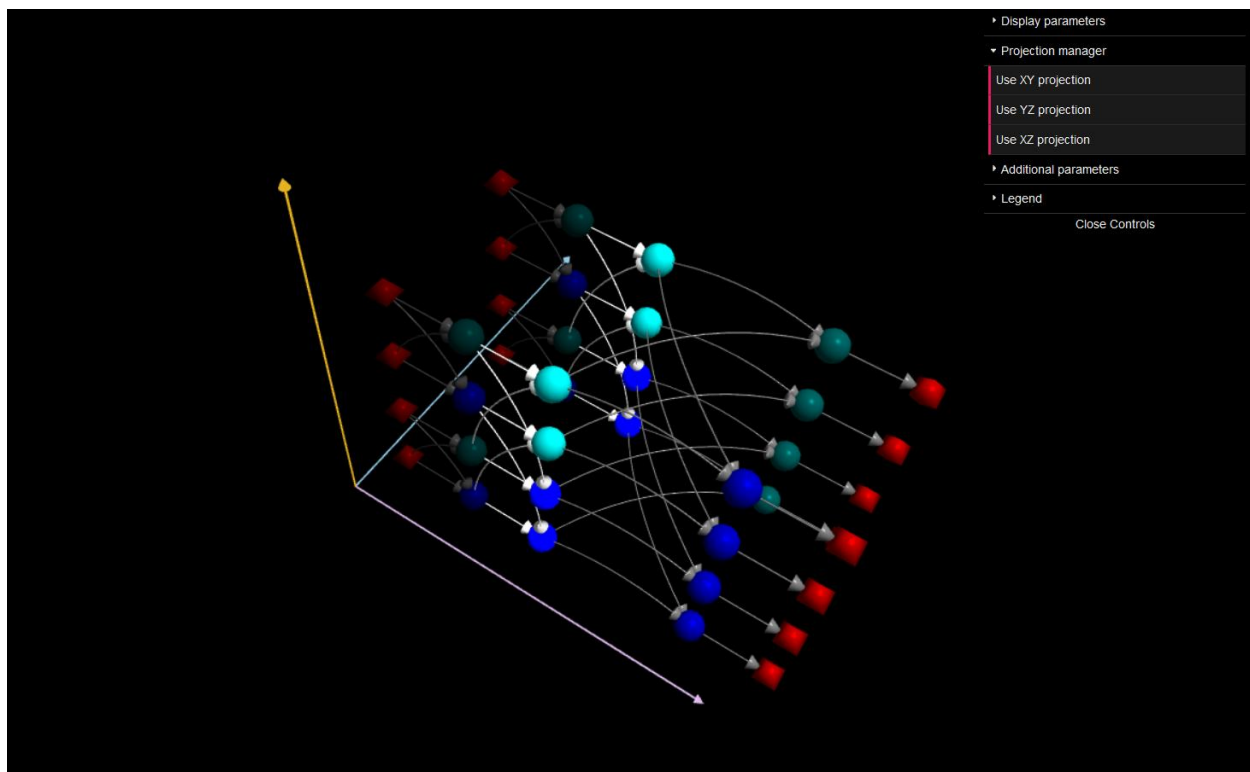 Display parameters
Projection manager
Use XY projection
Use YZ projection
Use XZ projection
Additional parameters
Legend
Close Controls